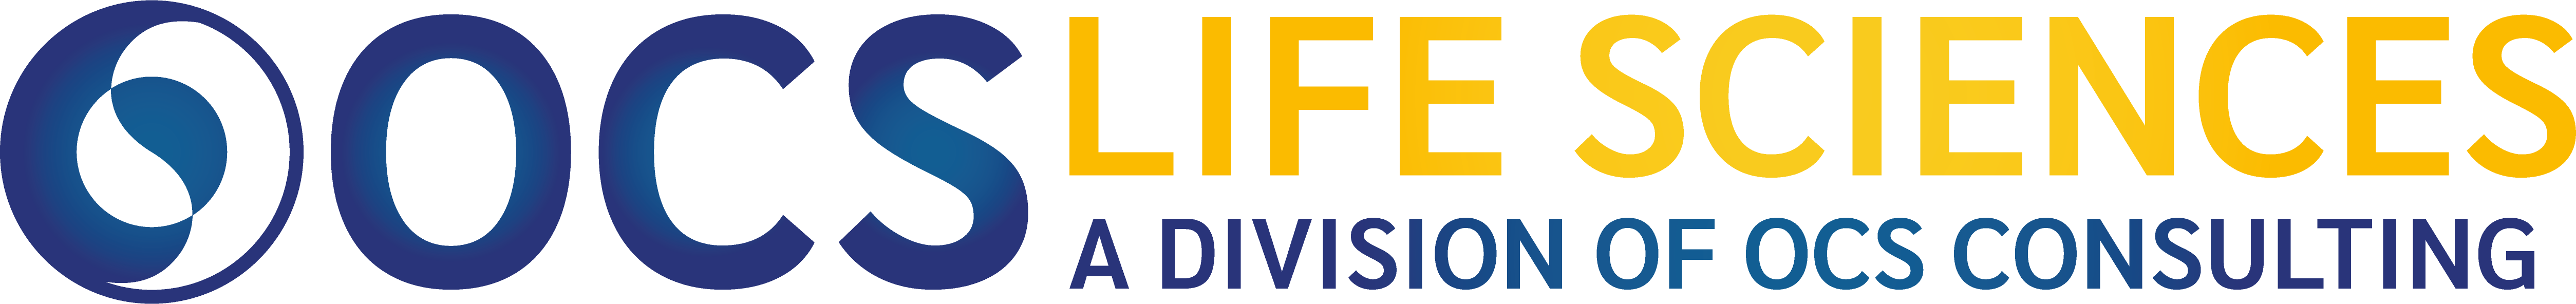 OCS LIFE SCIENCES
A DIVISION OF OCS CONSULTING